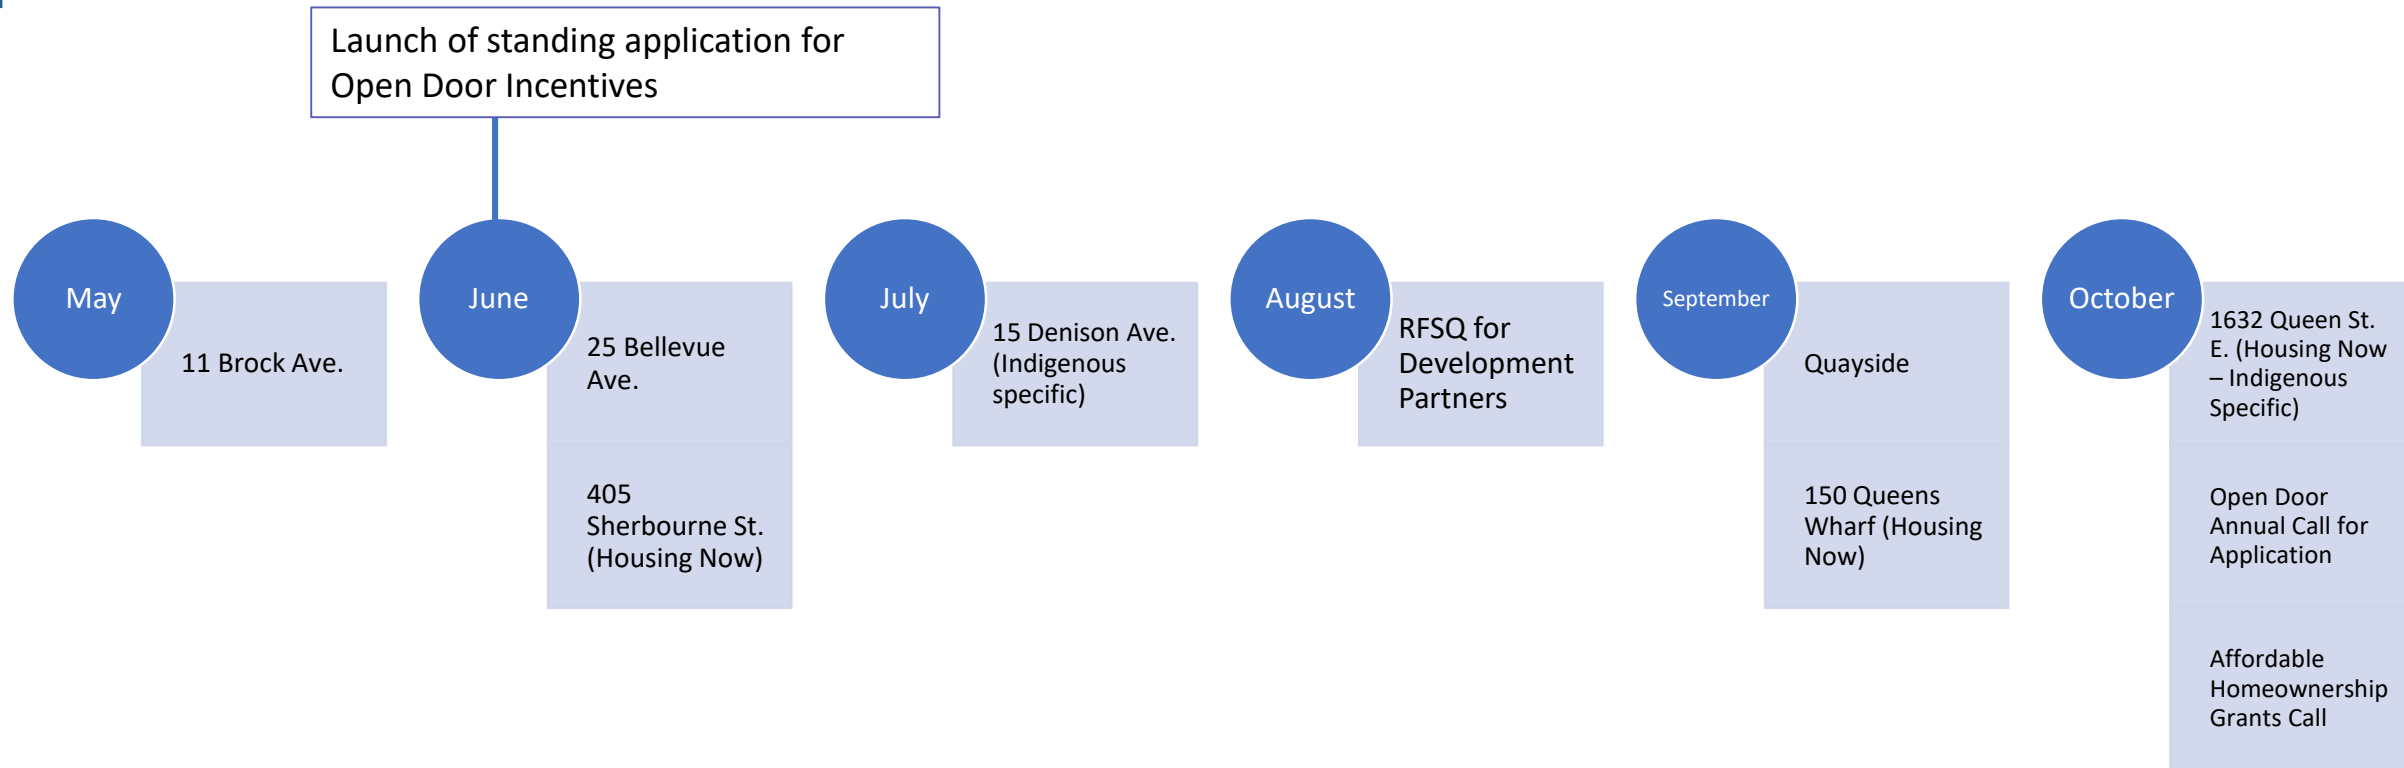 Launch of standing application for
Open Door Incentives
May
11 Brock Ave.
June
25 Bellevue
Ave.
405
Sherbourne St.
(Housing Now)
July
15 Denison Ave.
(Indigenous
specific)
August
RFSQ for
Development
Partners
September
Quayside
150 Queens
Wharf (Housing
Now)
October
1632 Queen St.
E. (Housing Now
– Indigenous
Specific)
Open Door
Annual Call for
Application
Affordable
Homeownership
Grants Call